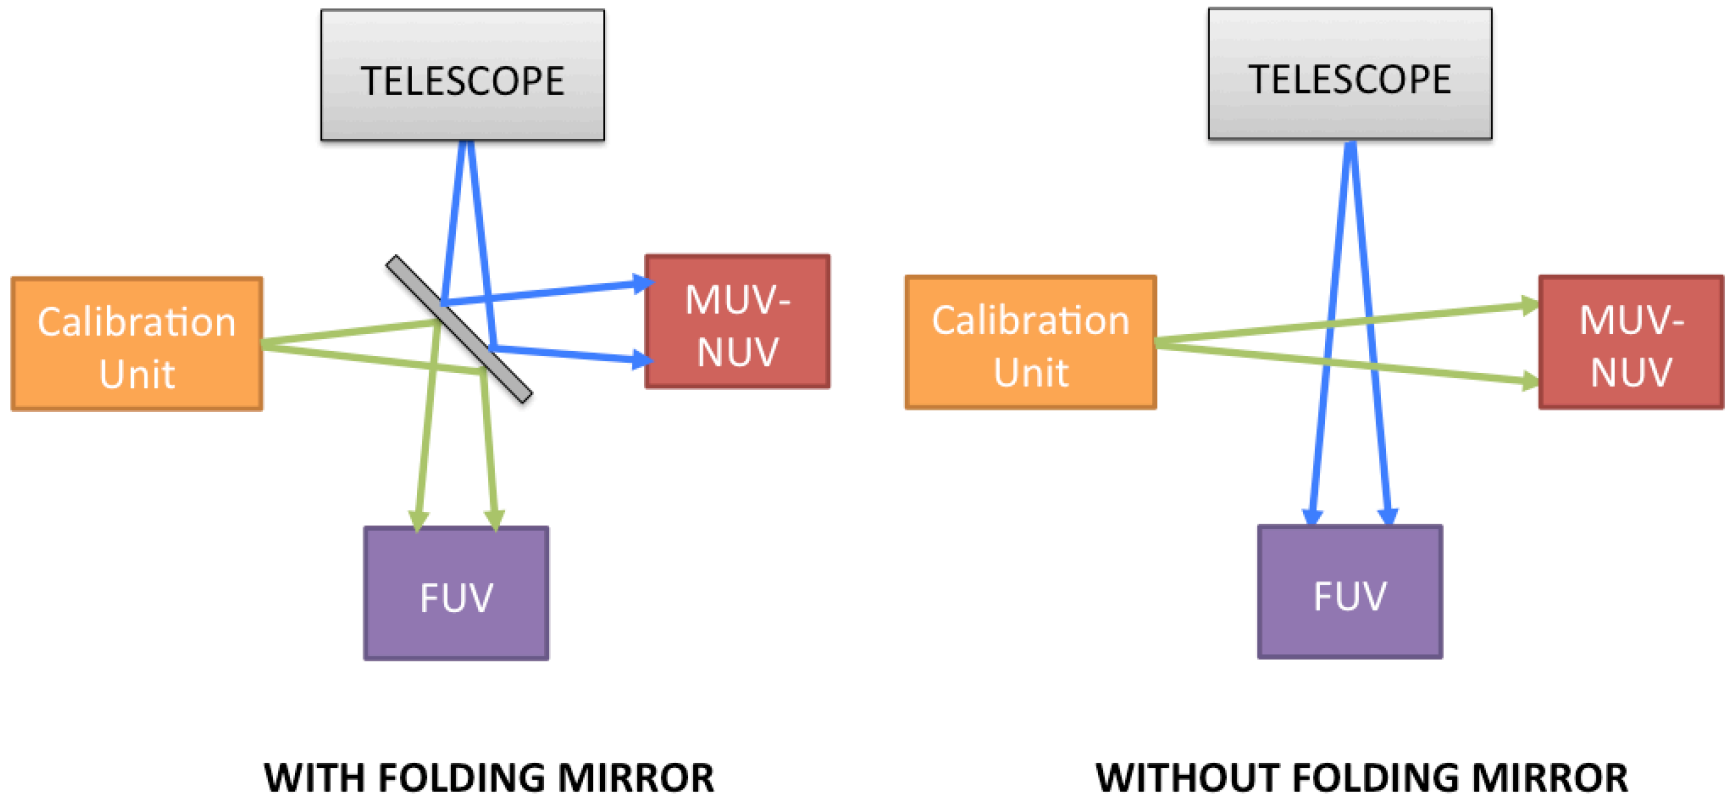 TELESCOPE
Calibration
Unit
MUV-
NUV
FUV
WITH FOLDING MIRROR
TELESCOPE
Calibration
Unit
MUV-
NUV
FUV
WITHOUT FOLDING MIRROR